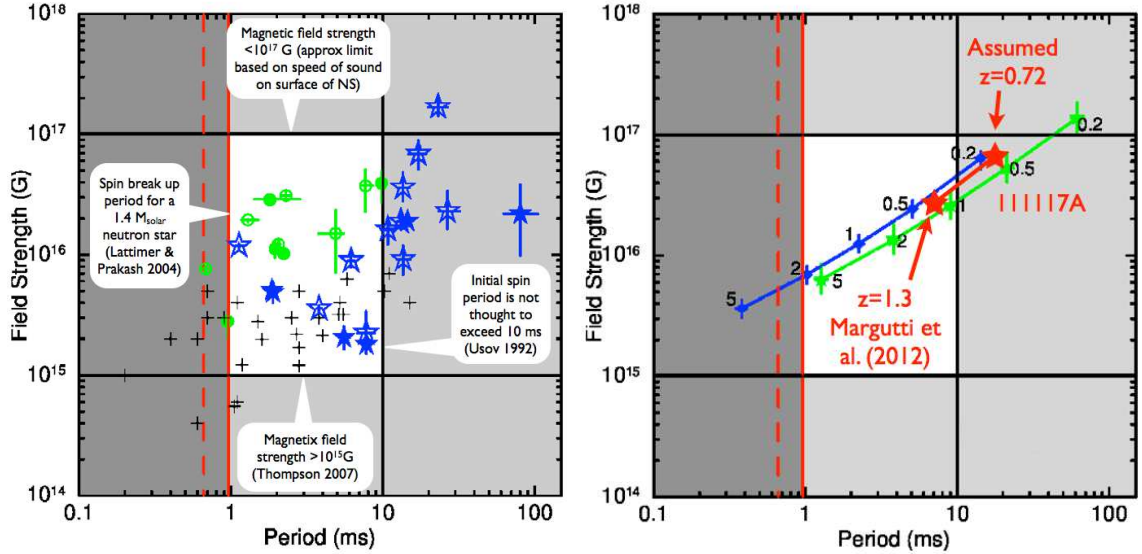 10¹⁸
10¹⁷
10¹⁶
10¹⁵
10¹⁴
Field Strength (G)
Magnetic field strength
<10¹⁷ G (approx limit
based on speed of sound
on surface of NS)
Spin break up
period for a
1.4 Msolar
neutron star
(Lattimer &
Prakash 2004)
Initial spin
period is not
thought to
exceed 10 ms
(Usov 1992)
Magnetix field
strength >10¹⁵G
(Thompson 2007)
0.1
1
10
100
Period (ms)
10¹⁸
10¹⁷
10¹⁶
10¹⁵
10¹⁴
Field Strength (G)
Assumed
z=0.72
0.2
0.2
0.5
0.5
1
1
2
2
5
5
111117A
z=1.3
Margutti et
al. (2012)
0.1
1
10
100
Period (ms)